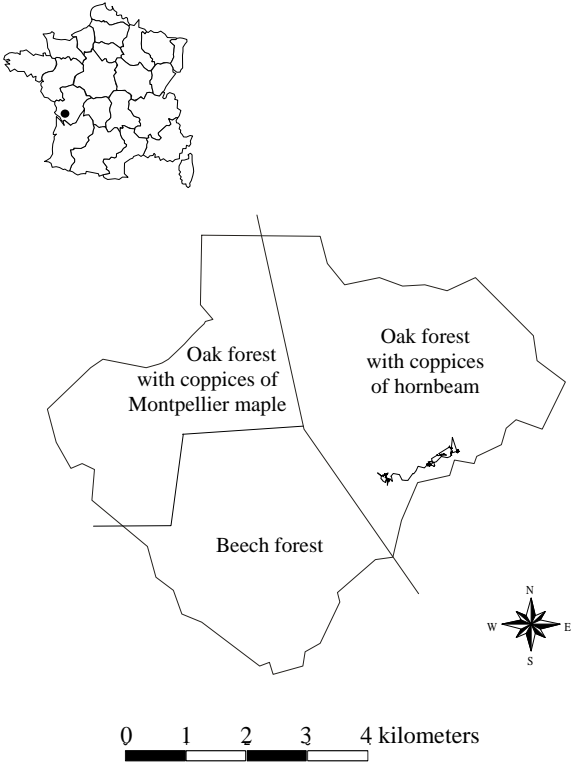 Oak forest
with coppices of
Montpellier maple
Oak forest
with coppices
of hornbeam
Beech forest
N
W E
S
0 1 2 3 4 kilometers